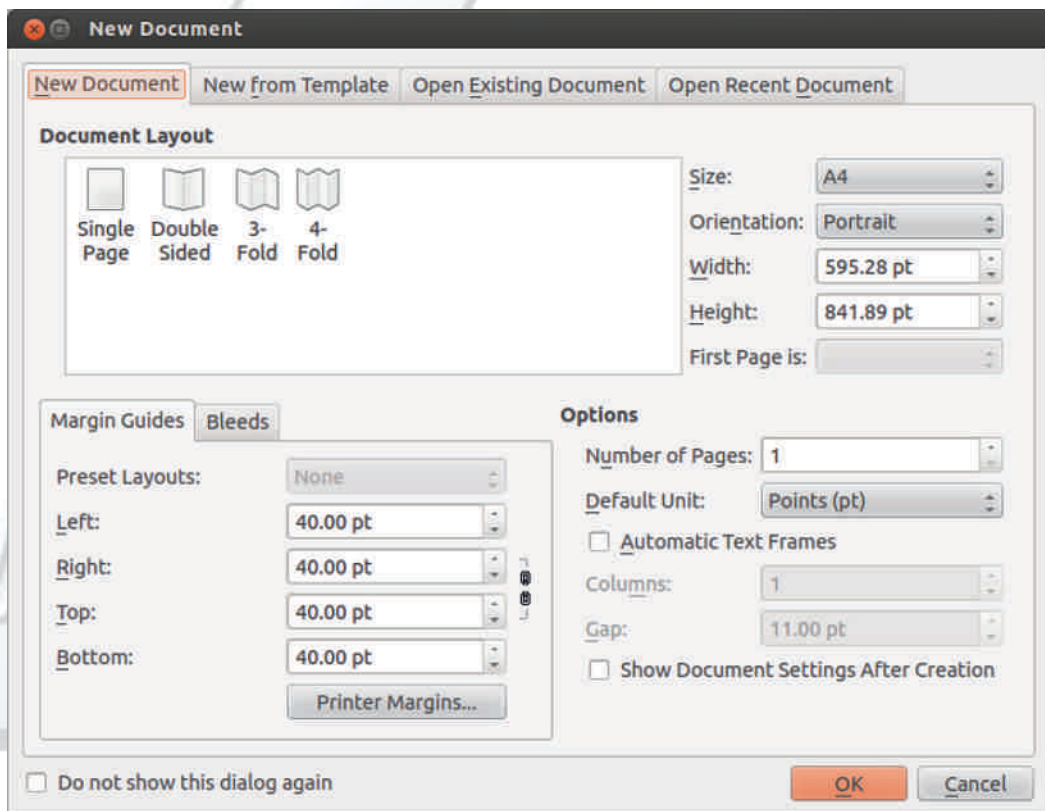 New Document
New Document New from Template Open Existing Document Open Recent Document
Document Layout
Single Page
Double Sided
3-Fold
4-Fold
Size: A4
Orientation: Portrait
Width: 595.28 pt
Height: 841.89 pt
First Page is:
Margin Guides Bleeds
Preset Layouts: None
Left: 40.00 pt
Right: 40.00 pt
Top: 40.00 pt
Bottom: 40.00 pt
Printer Margins...
Options
Number of Pages: 1
Default Unit: Points (pt)
Automatic Text Frames
Columns: 1
Gap: 11.00 pt
Show Document Settings After Creation
Do not show this dialog again
OK Cancel